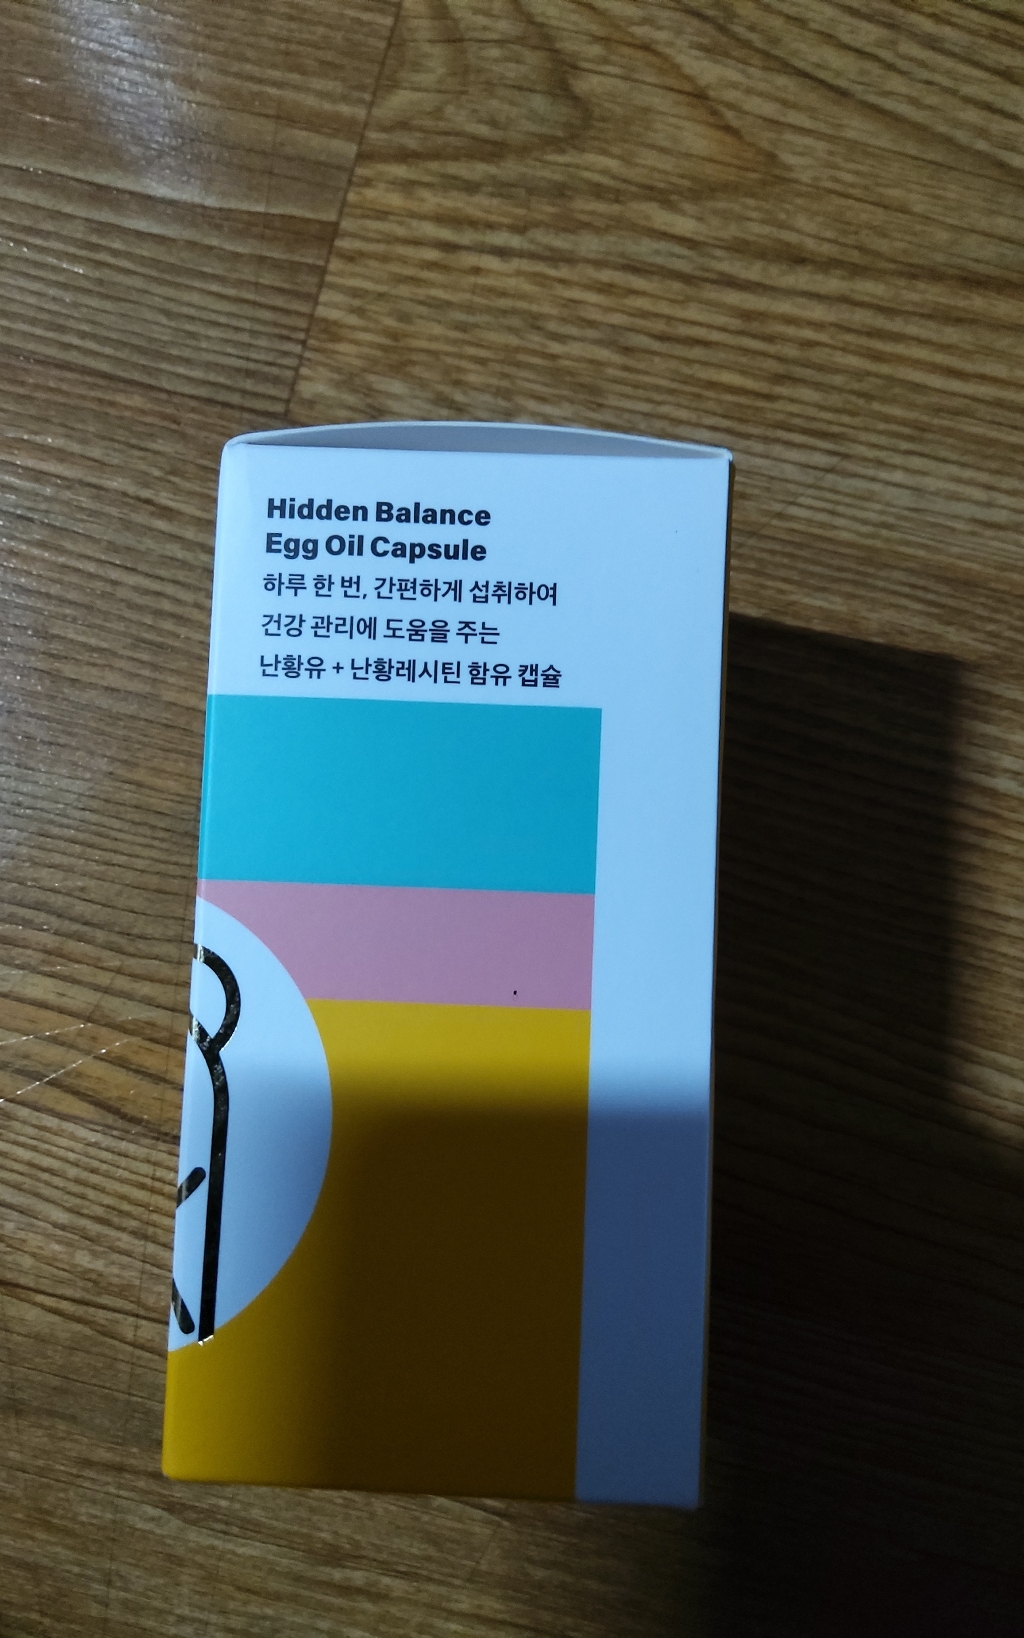 Hidden Balance
Egg Oil Capsule
하루 한 번, 간편하게 섭취하여
건강 관리에 도움을 주는
난황유 + 난황레시틴 함유 캡슐